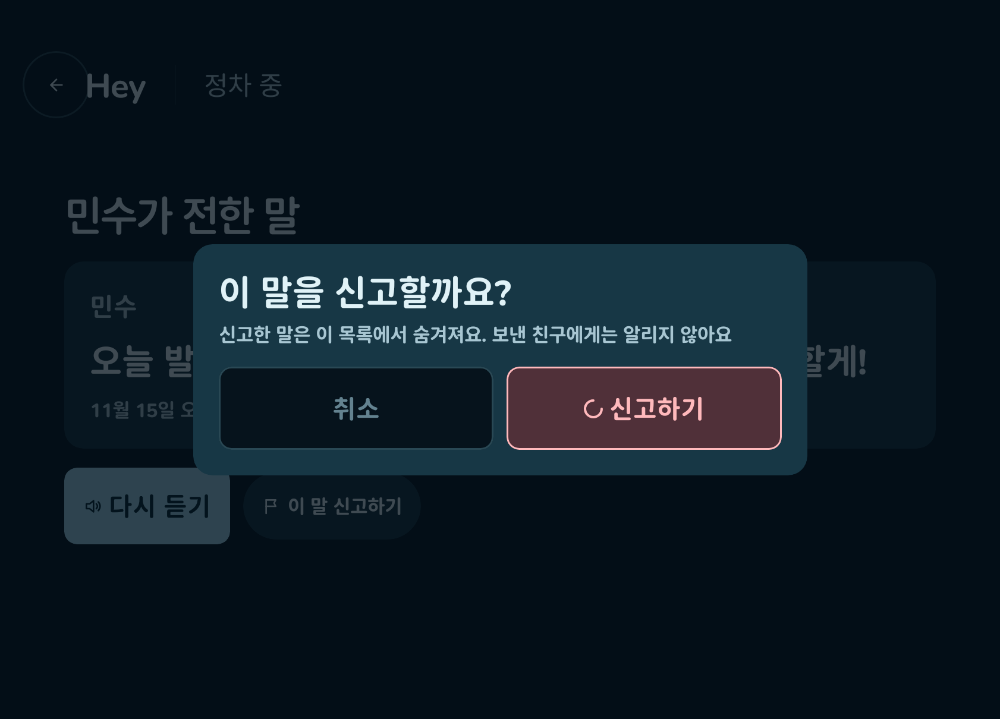 Hey 정차 중
민수가 전한 말
민수
오늘 발
할게!
11월 15일 오
이 말을 신고할까요?
신고한 말은 이 목록에서 숨겨져요. 보낸 친구에게는 알리지 않아요
취소 신고하기
다시 듣기 이 말 신고하기